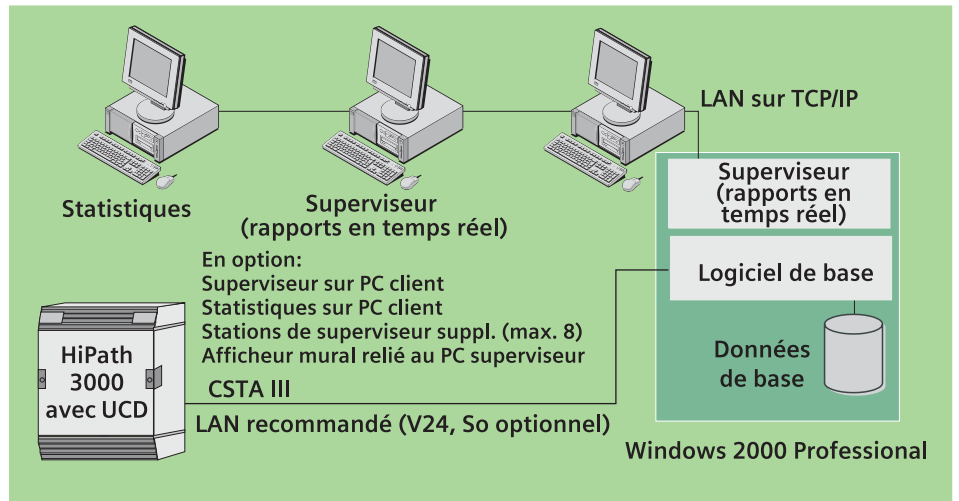 LAN sur TCP/IP
Statistiques
Superviseur
(rapports en temps réel)
Superviseur
(rapports en
temps réel)
Logiciel de base
Données
de base
Windows 2000 Professional
En option:
Superviseur sur PC client
Statistiques sur PC client
Stations de superviseur suppl. (max. 8)
Afficheur mural relié au PC superviseur
HiPath
3000
avec UCD
CSTA III
LAN recommandé (V24, So optionnel)